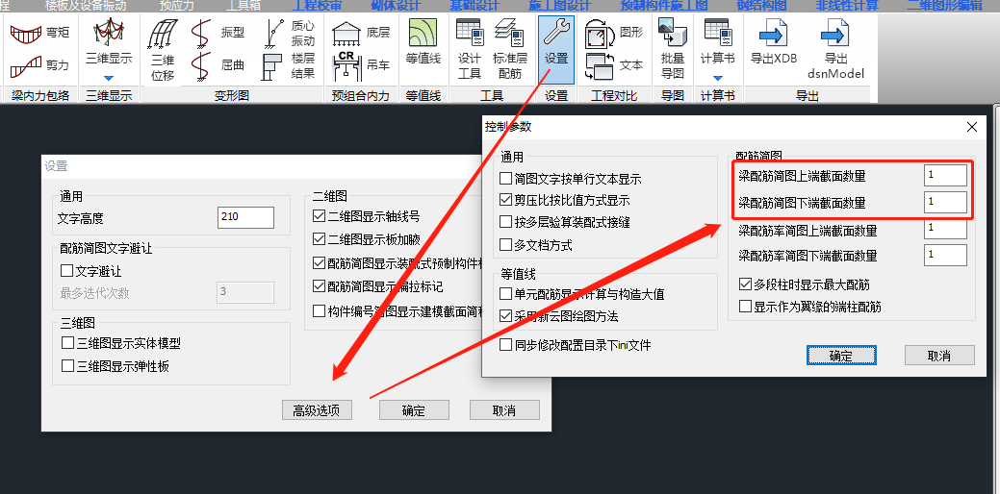 程 楼板及设备振动 预应力 工具箱 工程校审 砌体设计 基础设计 施工图设计 预制构件施工图 钢结构图 非线性计算 二维图形编辑
弯矩
剪力
梁内力包络
三维显示
三维显示
三维
位移
振型
屈曲
质心
振动
楼层
结果
变形图
底层
CR
吊车
预组合内力
等值线
等值线
设计
工具
标准层
配筋
工具
设置
设置
图形
文本
工程对比
批量
导图
导图
计算书
计算书
导出XDB
导出
dsnModel
导出
设置
通用
文字高度 210
配筋简图文字避让
文字避让
最多迭代次数 3
三维图
三维图显示实体模型
三维图显示弹性板
二维图
二维图显示轴线号
二维图显示板加腋
配筋简图显示装配式预制构件
配筋简图显示偏拉标记
构件编号简图显示建模截面简
高级选项 确定 取消
控制参数
通用
简图文字按单行文本显示
剪压比按比值方式显示
按多层验算装配式接缝
多文档方式
等值线
单元配筋显示计算与构造大值
采用新云图绘图方法
同步修改配置目录下ini文件
配筋简图
梁配筋简图上端截面数量 1
梁配筋简图下端截面数量 1
梁配筋率简图上端截面数量 1
梁配筋率简图下端截面数量 1
多段柱时显示最大配筋
显示作为翼缘的端柱配筋
确定 取消